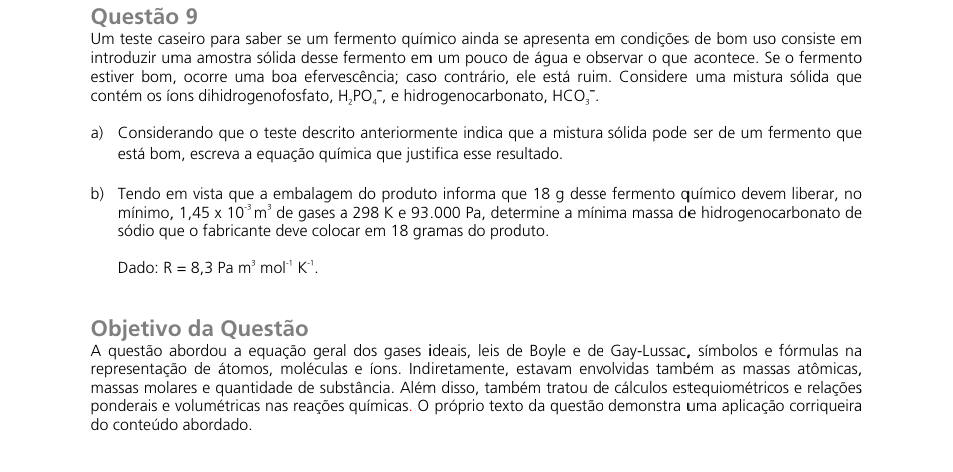 Questão 9
Um teste caseiro para saber se um fermento químico ainda se apresenta em condições de bom uso consiste em
introduzir uma amostra sólida desse fermento em um pouco de água e observar o que acontece. Se o fermento
estiver bom, ocorre uma boa efervescência; caso contrário, ele está ruim. Considere uma mistura sólida que
contém os íons dihidrogenofosfato, H₂PO₄⁻, e hidrogenocarbonato, HCO₃⁻.
a) Considerando que o teste descrito anteriormente indica que a mistura sólida pode ser de um fermento que
está bom, escreva a equação química que justifica esse resultado.
b) Tendo em vista que a embalagem do produto informa que 18 g desse fermento químico devem liberar, no
mínimo, 1,45 x 10⁻³ m³ de gases a 298 K e 93.000 Pa, determine a mínima massa de hidrogenocarbonato de
sódio que o fabricante deve colocar em 18 gramas do produto.
Dado: R = 8,3 Pa m³ mol⁻¹ K⁻¹.
Objetivo da Questão
A questão abordou a equação geral dos gases ideais, leis de Boyle e de Gay-Lussac, símbolos e fórmulas na
representação de átomos, moléculas e íons. Indiretamente, estavam envolvidas também as massas atômicas,
massas molares e quantidade de substância. Além disso, também tratou de cálculos estequiométricos e relações
ponderais e volumétricas nas reações químicas. O próprio texto da questão demonstra uma aplicação corriqueira
do conteúdo abordado.